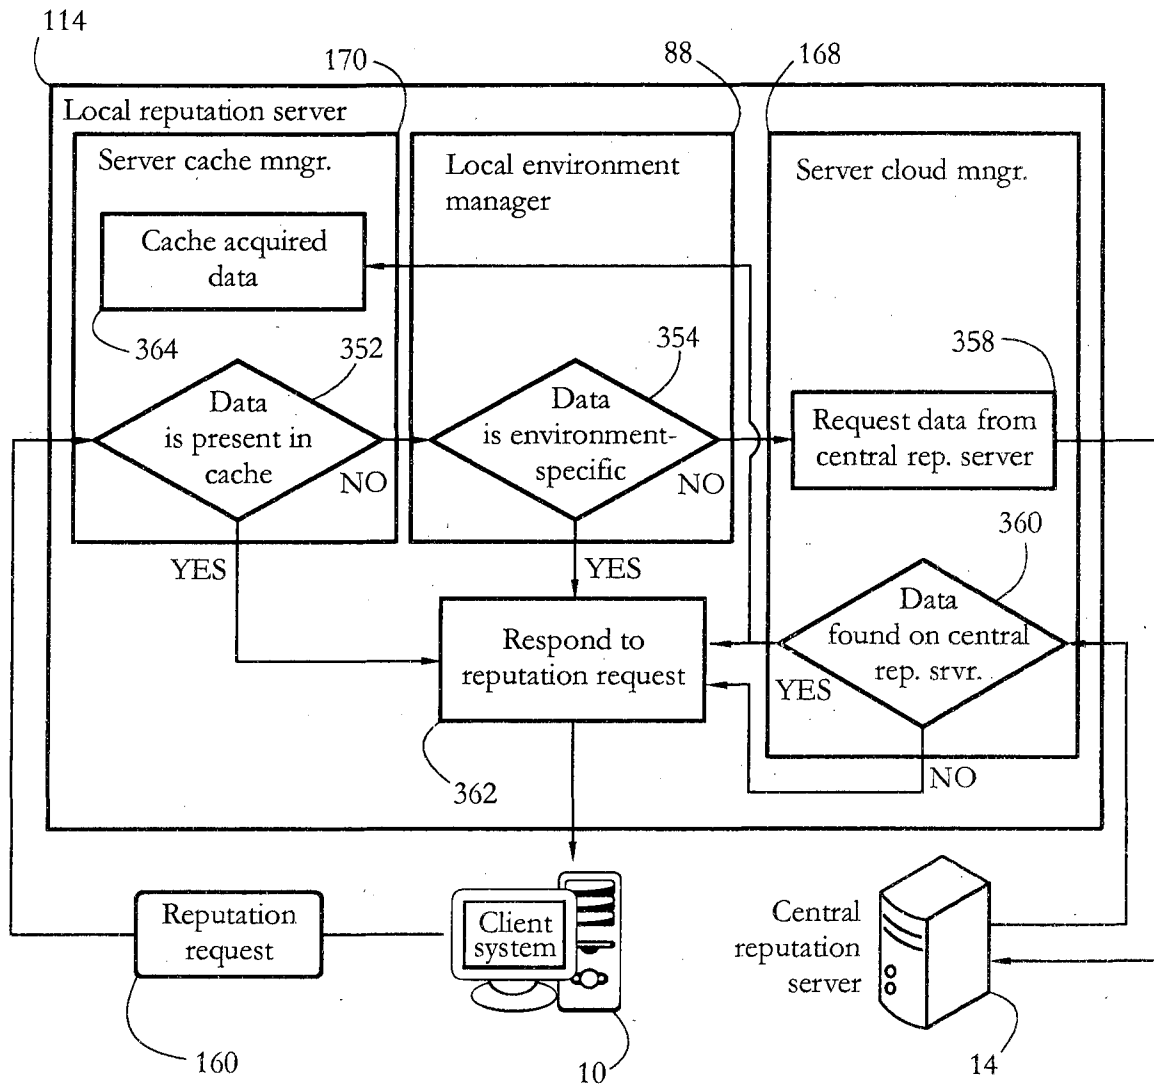 114
170
88
168
Local reputation server
Server cache mngr.
Local environment
manager
Server cloud mngr.
Cache acquired
data
364
352
354
358
Data
is present in
cache
NO
Data
is environment-
specific
NO
Request data from
central rep. server
YES
YES
360
Data
found on central
rep. srvr.
YES
NO
Respond to
reputation request
362
Reputation
request
160
Client
system
10
Central
reputation
server
14